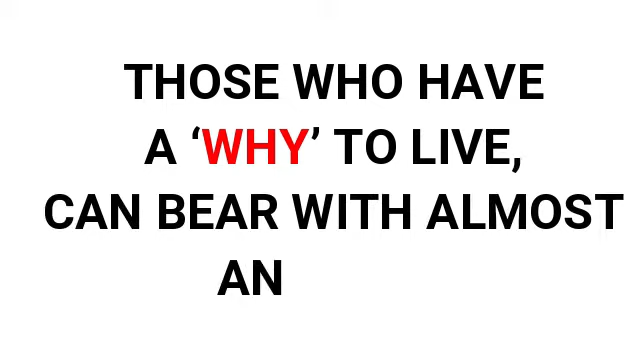 THOSE WHO HAVE
A ‘WHY’ TO LIVE,
CAN BEAR WITH ALMOST
AN